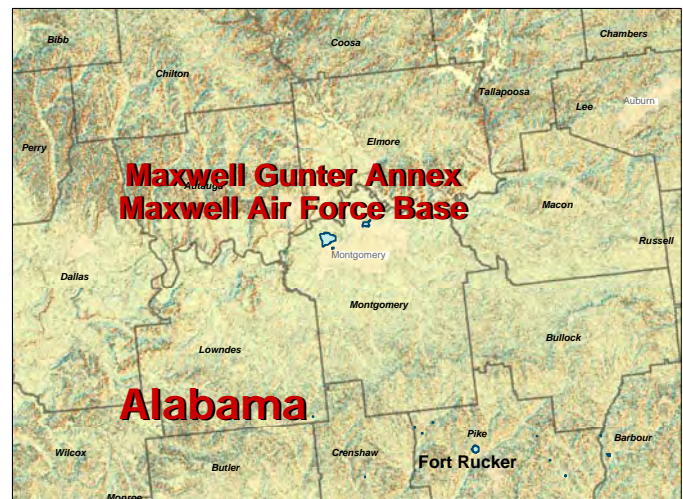 Bibb
Coosa
Chambers
Chilton
Tallapoosa
Lee
Auburn
Perry
Elmore
Maxwell Gunter Annex
Autauga
Maxwell Air Force Base
Macon
Russell
Montgomery
Dallas
Montgomery
Bullock
Lowndes
Alabama
Pike
Barbour
Wilcox
Crenshaw
Butler
Fort Rucker
Monroe